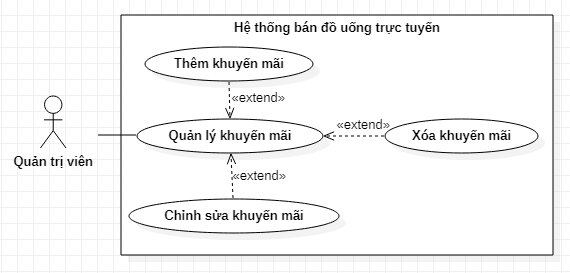 Hệ thống bán đồ uống trực tuyến
Thêm khuyến mãi
«extend»
Quản lý khuyến mãi
«extend»
Xóa khuyến mãi
Quản trị viên
«extend»
Chỉnh sửa khuyến mãi